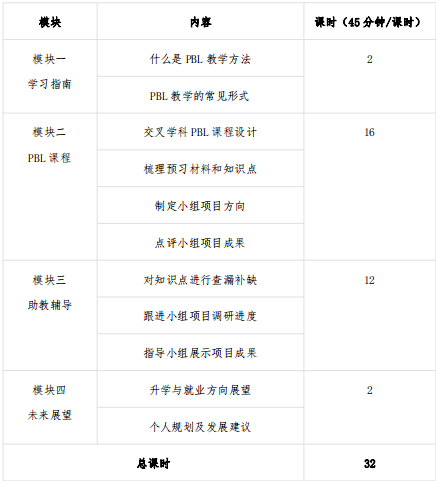 模块 内容 课时（45分钟/课时）
模块一 什么是 PBL 教学方法 2
学习指南
PBL 教学的常见形式
模块二 交叉学科 PBL 课程设计 16
PBL 课程
梳理预习材料和知识点
制定小组项目方向
点评小组项目成果
模块三 对知识点进行查漏补缺 12
助教辅导
跟进小组项目调研进度
指导小组展示项目成果
模块四 升学与就业方向展望 2
未来展望
个人规划及发展建议
总课时 32